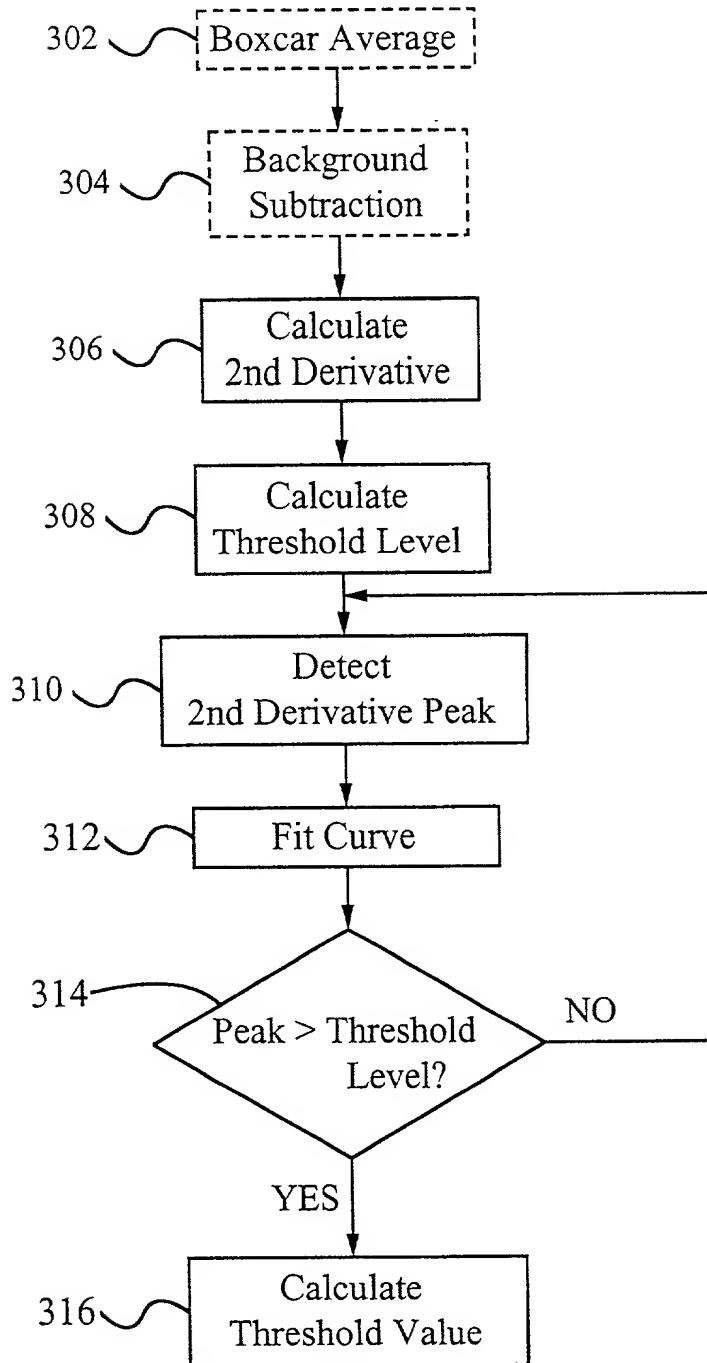 302
Boxcar Average
304
Background
Subtraction
306
Calculate
2nd Derivative
308
Calculate
Threshold Level
310
Detect
2nd Derivative Peak
312
Fit Curve
314
Peak > Threshold
Level?
NO
YES
316
Calculate
Threshold Value